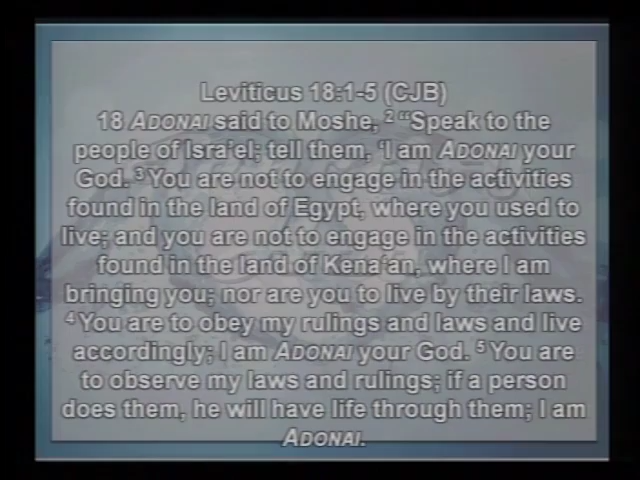 Leviticus 18:1-5 (CJB)
18 ADONAI said to Moshe, 2 “Speak to the
people of Isra’el; tell them, ‘I am ADONAI your
God. 3 You are not to engage in the activities
found in the land of Egypt, where you used to
live; and you are not to engage in the activities
found in the land of Kena‘an, where I am
bringing you; nor are you to live by their laws.
4 You are to obey my rulings and laws and live
accordingly; I am ADONAI your God. 5 You are
to observe my laws and rulings; if a person
does them, he will have life through them; I am
ADONAI.